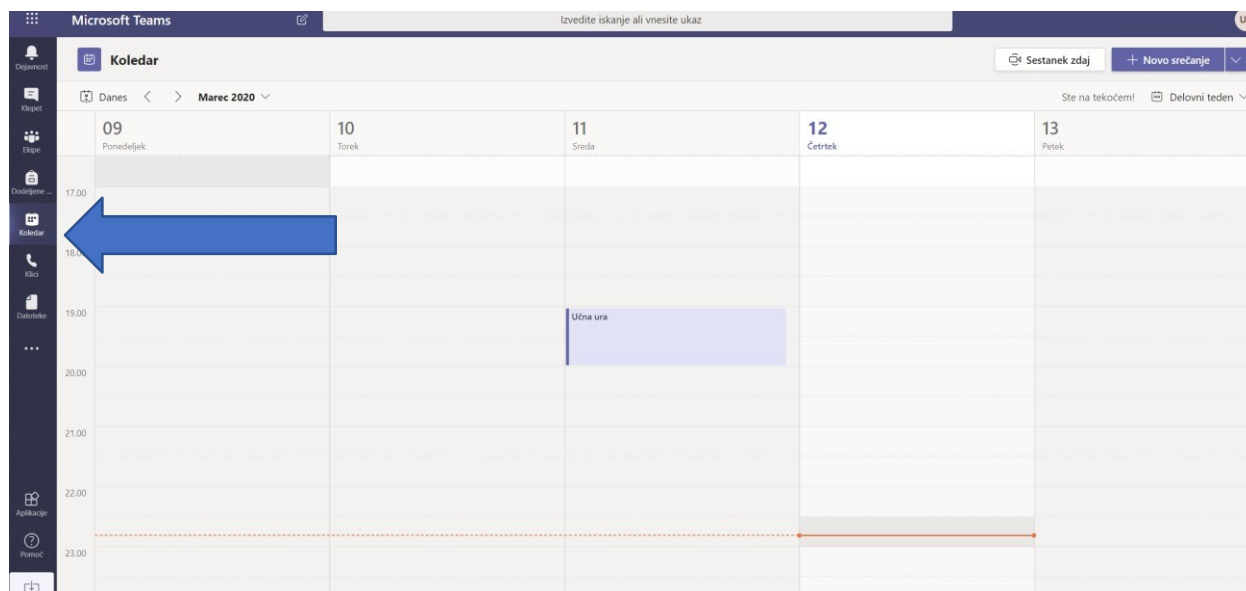 Microsoft Teams
Izvedite iskanje ali vnesite ukaz
U
Dejavnost
Klepet
Ekipe
Dodeljene ...
Koledar
Klici
Datoteke
Aplikacije
Pomoč
Koledar
Sestanek zdaj
+ Novo srečanje
Danes
Marec 2020
Ste na tekočem!
Delovni teden
09
Ponedeljek
10
Torek
11
Sreda
12
Četrtek
13
Petek
17.00
19.00
Učna ura
20.00
21.00
22.00
23.00